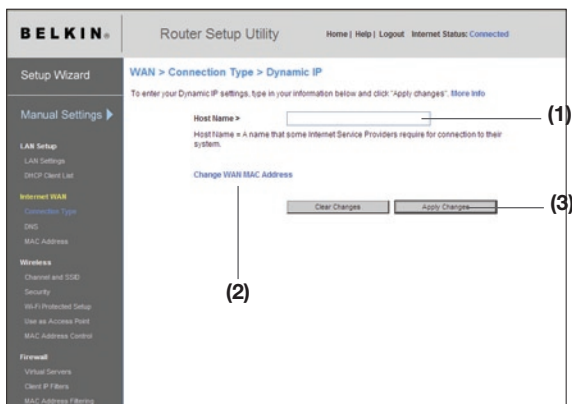 BELKIN®
Router Setup Utility
Home | Help | Logout Internet Status: Connected
Setup Wizard
Manual Settings
LAN Setup
LAN Settings
DHCP Client List
Internet WAN
Connection Type
DNS
MAC Address
Wireless
Channel and SSID
Security
Wi-Fi Protected Setup
Use as Access Point
MAC Address Control
Firewall
Virtual Servers
Client IP Filters
MAC Address Filtering
WAN > Connection Type > Dynamic IP
To enter your Dynamic IP settings, type in your information below and click "Apply changes". More Info
Host Name >
(1)
Host Name = A name that some Internet Service Providers require for connection to their
system.
Change WAN MAC Address
Clear Changes
Apply Changes
(3)
(2)